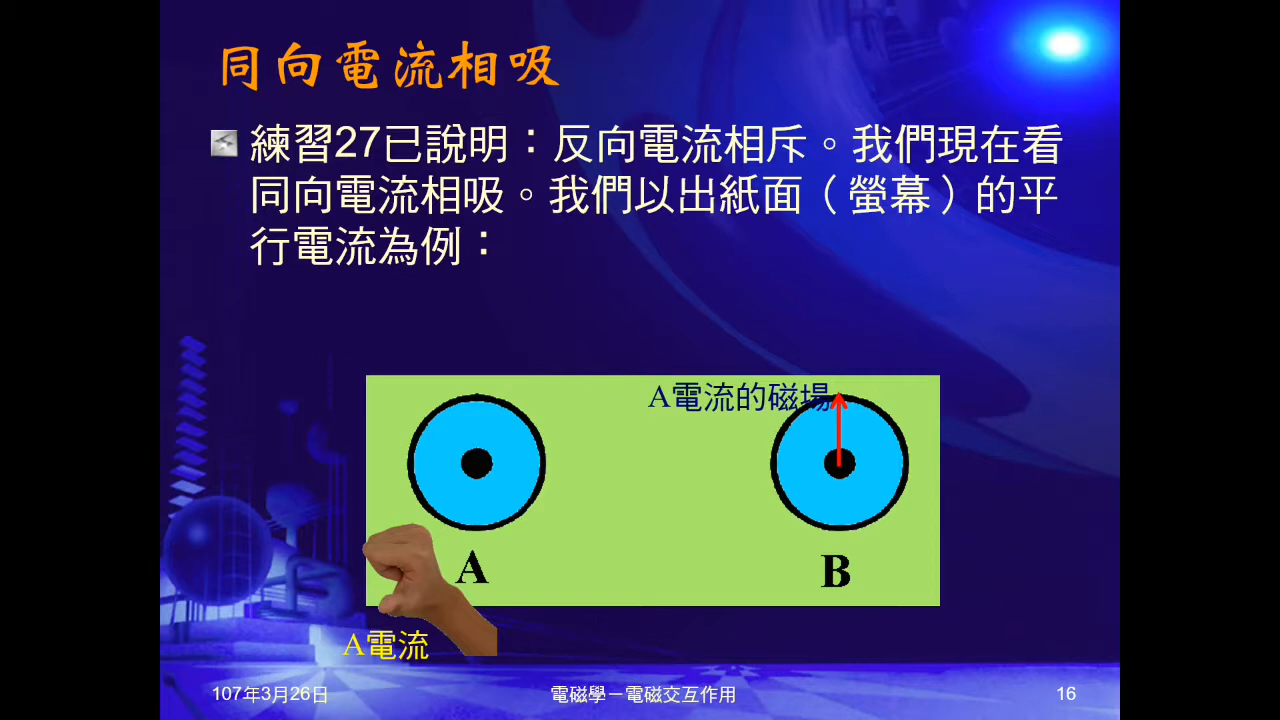 同向電流相吸
練習27已說明：反向電流相斥。我們現在看
同向電流相吸。我們以出紙面（螢幕）的平
行電流為例：
A電流的磁場
A
B
A電流
107年3月26日
電磁學－電磁交互作用
16